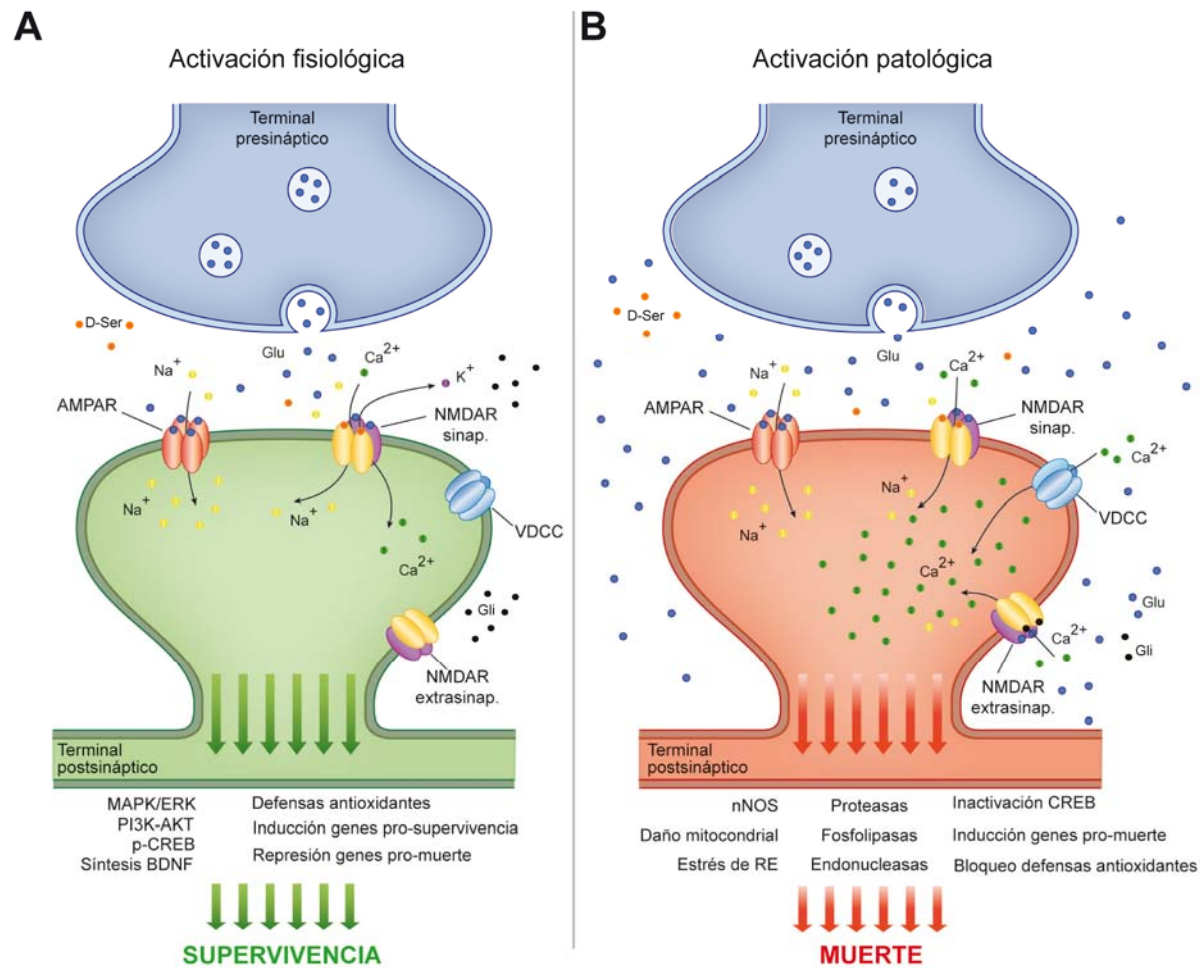 A
Activación fisiológica
Terminal
presináptico
D-Ser
Glu
Na+
Ca2+
K+
AMPAR
NMDAR
sinap.
Na+
Na+
VDCC
Ca2+
Gli
NMDAR
extrasinap.
Terminal
postsináptico
MAPK/ERK
PI3K-AKT
p-CREB
Síntesis BDNF
Defensas antioxidantes
Inducción genes pro-supervivencia
Represión genes pro-muerte
SUPERVIVENCIA
B
Activación patológica
Terminal
presináptico
D-Ser
Glu
Na+
Ca2+
AMPAR
NMDAR
sinap.
Ca2+
Na+
Na+
VDCC
Ca2+
Glu
Ca2+
Gli
NMDAR
extrasinap.
Terminal
postsináptico
nNOS
Daño mitocondrial
Estrés de RE
Proteasas
Fosfolipasas
Endonucleasas
Inactivación CREB
Inducción genes pro-muerte
Bloqueo defensas antioxidantes
MUERTE